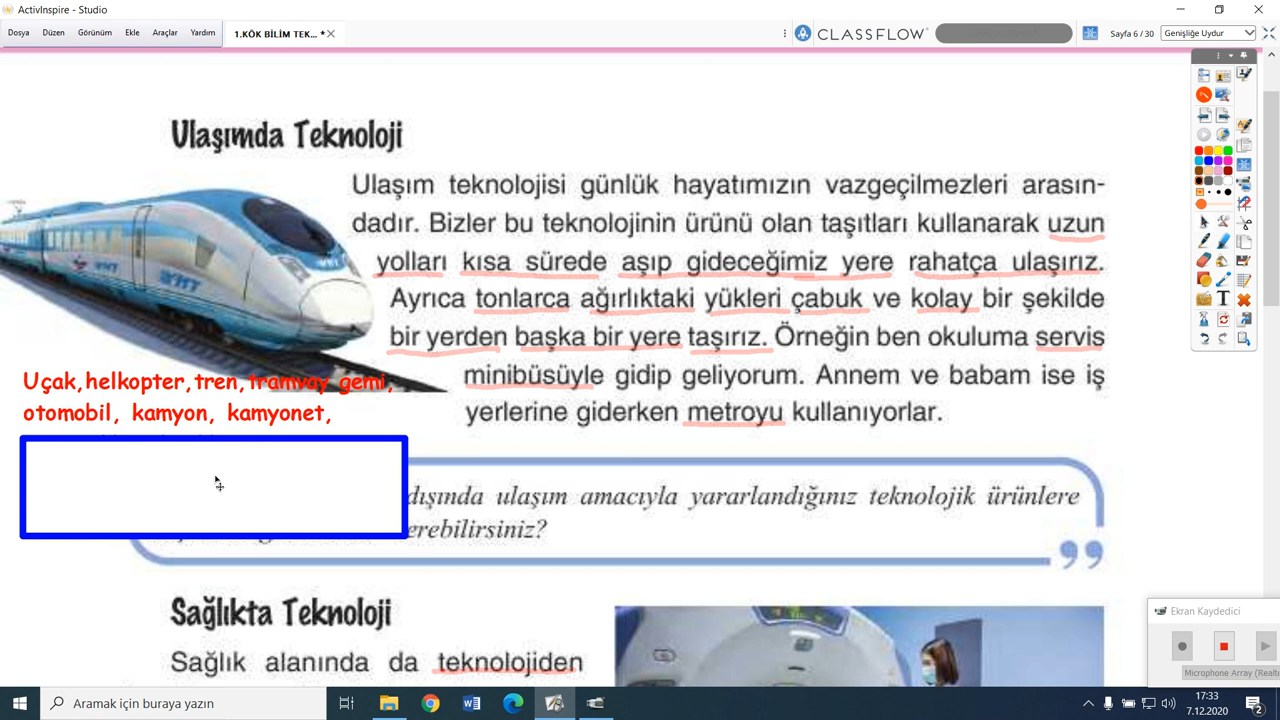 ActivInspire - Studio
Dosya Düzen Görünüm Ekle Araçlar Yardım
1.KÖK BİLİM TEK... *
CLASSFLOW
Sayfa 6 / 30
Genişliğe Uydur
Ulaşımda Teknoloji
Ulaşım teknolojisi günlük hayatımızın vazgeçilmezleri arasın-
dadır. Bizler bu teknolojinin ürünü olan taşıtları kullanarak uzun
yolları kısa sürede aşıp gideceğimiz yere rahatça ulaşırız.
Ayrıca tonlarca ağırlıktaki yükleri çabuk ve kolay bir şekilde
bir yerden başka bir yere taşırız. Örneğin ben okuluma servis
minibüsüyle gidip geliyorum. Annem ve babam ise iş
yerlerine giderken metroyu kullanıyorlar.
Uçak, helkopter, tren, tramvay gemi,
otomobil, kamyon, kamyonet,
dışında ulaşım amacıyla yararlandığınız teknolojik ürünlere
erebilirsiniz?
Sağlıkta Teknoloji
Sağlık alanında da teknolojiden
Ekran Kaydedici
Microphone Array (Realte
Aramak için buraya yazın
17:33
7.12.2020
2